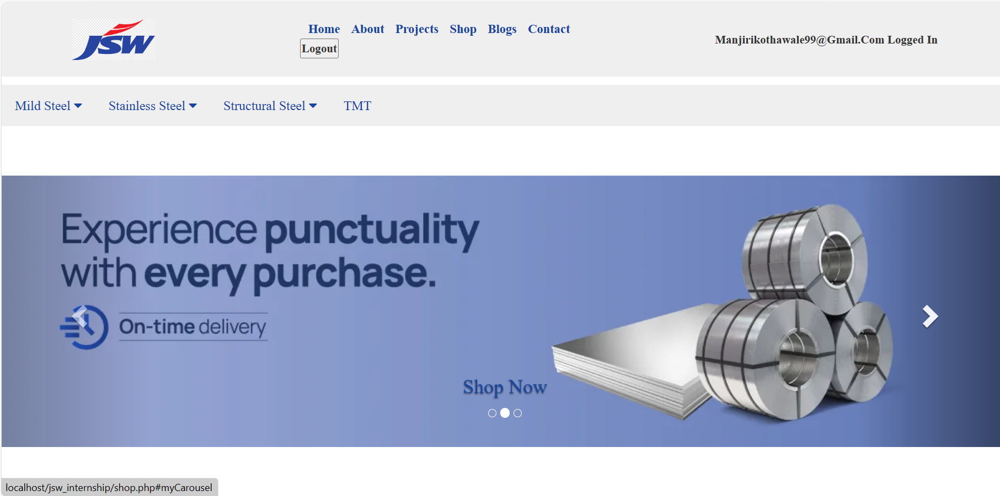 JSW
Home About Projects Shop Blogs Contact
Logout
Manjirikothawale99@Gmail.Com Logged In
Mild Steel Stainless Steel Structural Steel TMT
Experience punctuality
with every purchase.
On-time delivery
Shop Now
localhost/jsw_internship/shop.php#myCarousel